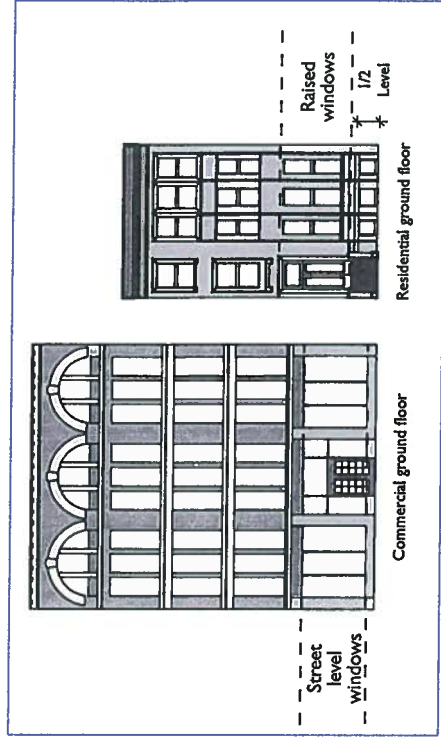 Street
level
windows
Commercial ground floor
Raised
windows
1/2
Level
Residential ground floor